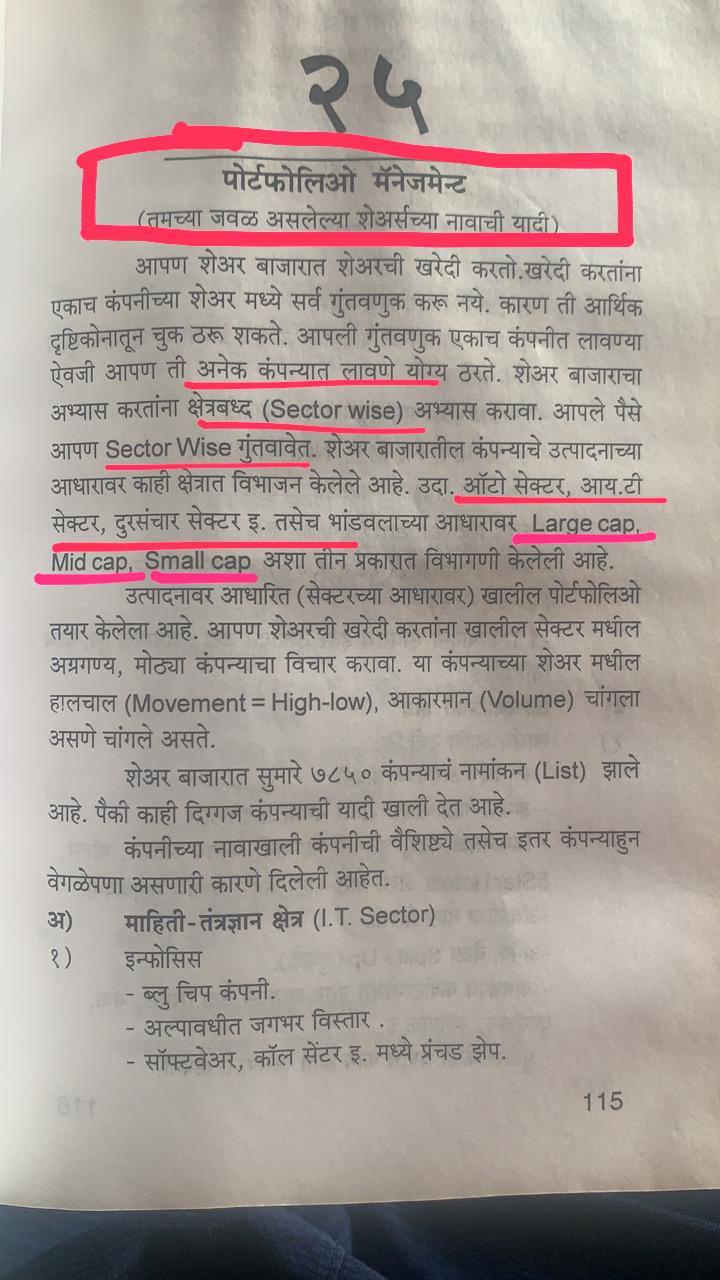 २५
पोर्टफोलिओ मॅनेजमेन्ट
(तमच्या जवळ असलेल्या शेअर्सच्या नावाची यादी)
आपण शेअर बाजारात शेअरची खरेदी करतो.खरेदी करतांना
एकाच कंपनीच्या शेअर मध्ये सर्व गुंतवणुक करू नये. कारण ती आर्थिक
दृष्टिकोनातून चुक ठरू शकते. आपली गुंतवणुक एकाच कंपनीत लावण्या
ऐवजी आपण ती अनेक कंपन्यात लावणे योग्य ठरते. शेअर बाजाराचा
अभ्यास करतांना क्षेत्रबध्द (Sector wise) अभ्यास करावा. आपले पैसे
आपण Sector Wise गुंतवावेत. शेअर बाजारातील कंपन्याचे उत्पादनाच्या
आधारावर काही क्षेत्रात विभाजन केलेले आहे. उदा. ऑटो सेक्टर, आय.टी
सेक्टर, दुरसंचार सेक्टर इ. तसेच भांडवलाच्या आधारावर Large cap,
Mid cap, Small cap अशा तीन प्रकारात विभागणी केलेली आहे.
उत्पादनावर आधारित (सेक्टरच्या आधारावर) खालील पोर्टफोलिओ
तयार केलेला आहे. आपण शेअरची खरेदी करतांना खालील सेक्टर मधील
अग्रगण्य, मोठ्या कंपन्याचा विचार करावा. या कंपन्याच्या शेअर मधील
हालचाल (Movement = High-low), आकारमान (Volume) चांगला
असणे चांगले असते.
शेअर बाजारात सुमारे ७८५० कंपन्याचं नामांकन (List) झाले
आहे. पैकी काही दिग्गज कंपन्याची यादी खाली देत आहे.
कंपनीच्या नावाखाली कंपनीची वैशिष्ट्ये तसेच इतर कंपन्याहुन
वेगळेपणा असणारी कारणे दिलेली आहेत.
अ) माहिती-तंत्रज्ञान क्षेत्र (I.T. Sector)
१) इन्फोसिस
- ब्लु चिप कंपनी.
- अल्पावधीत जगभर विस्तार .
- सॉफ्टवेअर, कॉल सेंटर इ. मध्ये प्रंचड झेप.
115